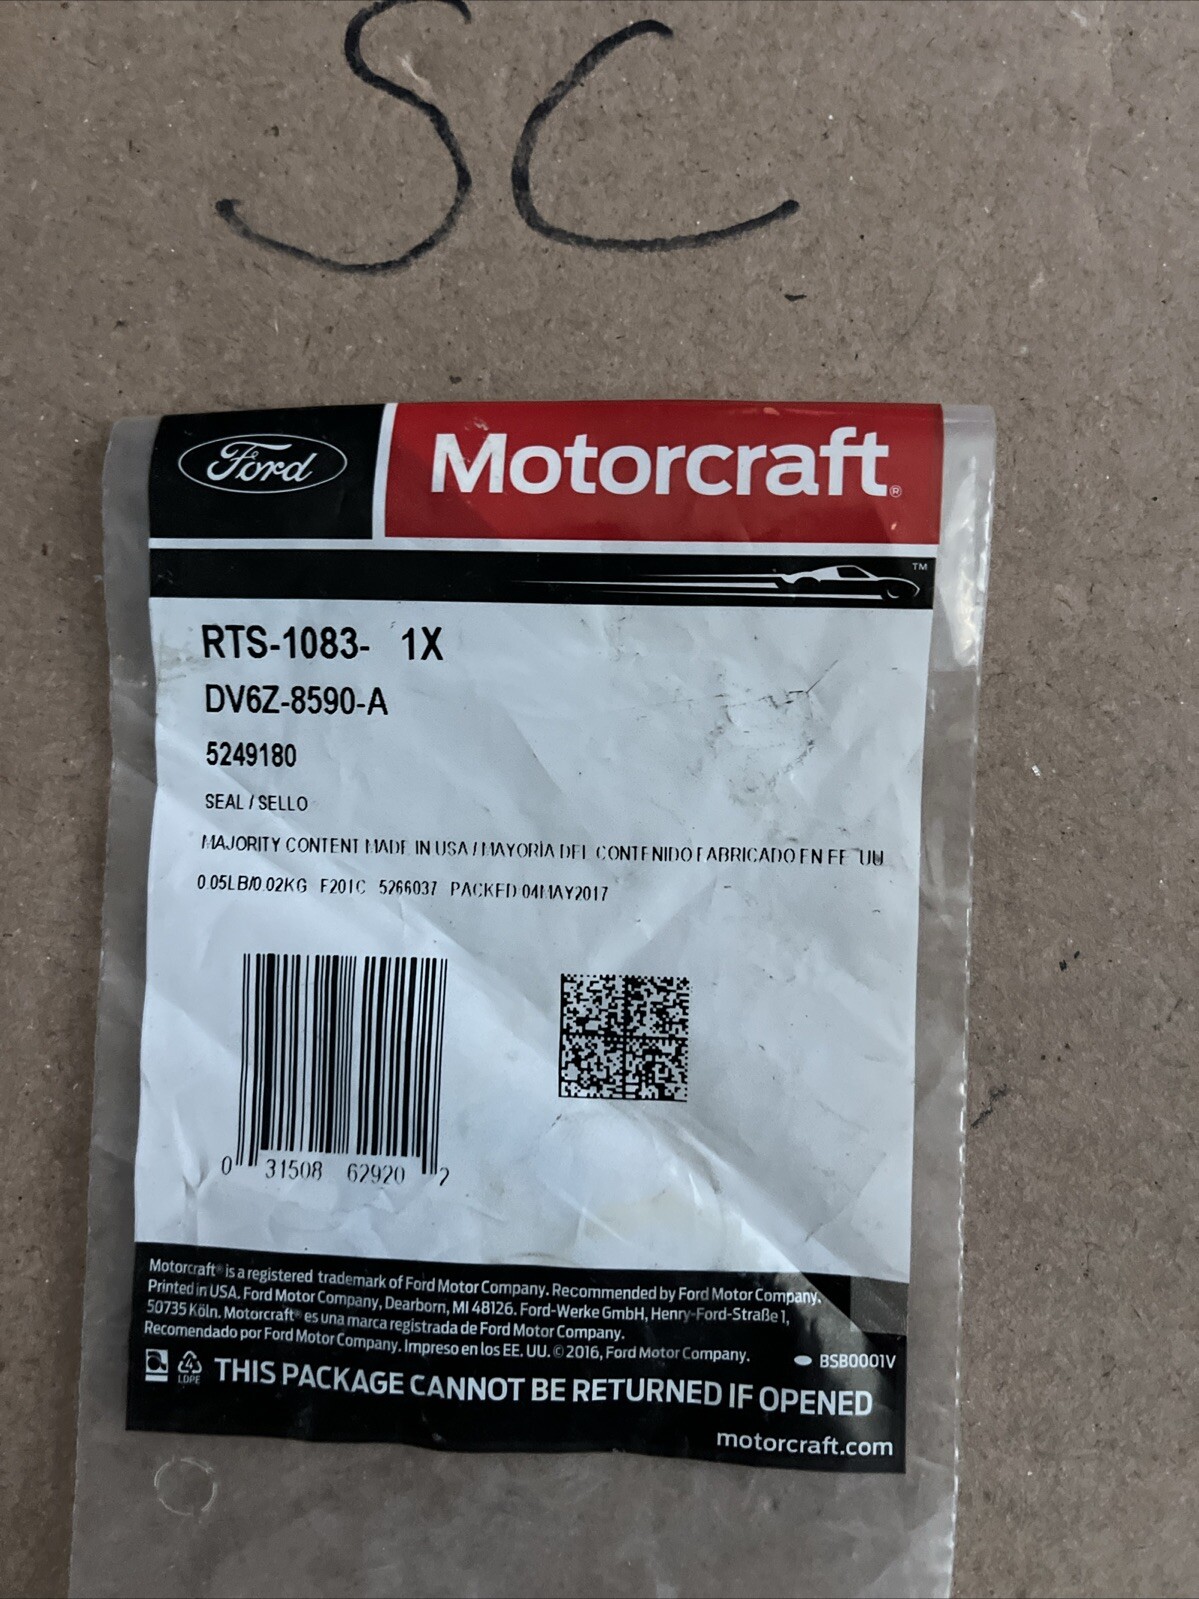 SC
Ford
Motorcraft®
™
RTS-1083- 1X
DV6Z-8590-A
5249180
SEAL / SELLO
MAJORITY CONTENT MADE IN USA / MAYORÍA DEL CONTENIDO FABRICADO EN EE UU
0.05LB/0.02KG F201C 5266037 PACKED 04MAY2017
0 31508 62920 2
Motorcraft® is a registered trademark of Ford Motor Company. Recommended by Ford Motor Company.
Printed in USA. Ford Motor Company, Dearborn, MI 48126. Ford-Werke GmbH, Henry-Ford-Straße 1,
50735 Köln. Motorcraft® es una marca registrada de Ford Motor Company.
Recomendado por Ford Motor Company. Impreso en los EE. UU. © 2016, Ford Motor Company.
BSB0001V
4
LDPE
THIS PACKAGE CANNOT BE RETURNED IF OPENED
motorcraft.com